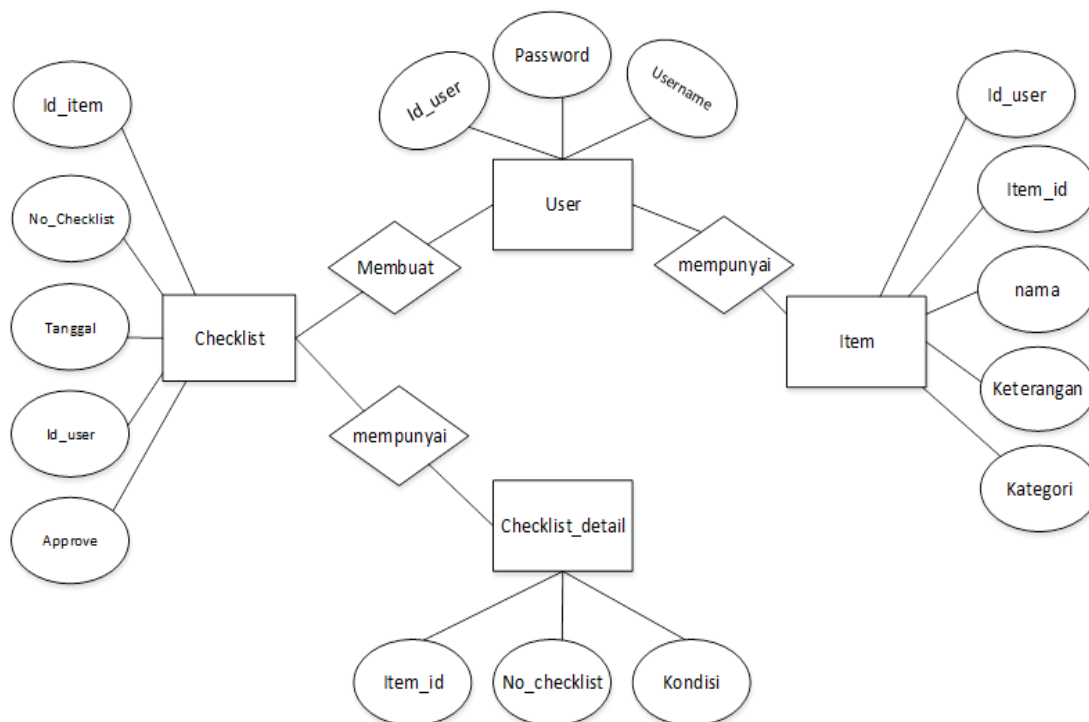 Password
Id_user
Username
Id_item
Id_user
No_Checklist
Item_id
User
Membuat
mempunyai
nama
Tanggal
Checklist
Item
Keterangan
Id_user
mempunyai
Kategori
Approve
Checklist_detail
Item_id
No_checklist
Kondisi